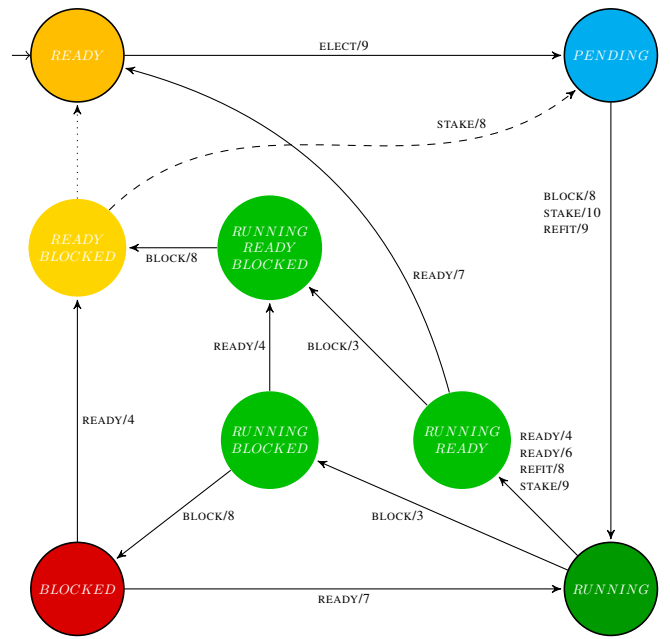 READY
ELECT/9
PENDING
STAKE/8
BLOCK/8
STAKE/10
REFIT/9
READY
BLOCKED
RUNNING
READY
BLOCKED
BLOCK/8
READY/7
READY/4
BLOCK/3
READY/4
RUNNING
BLOCKED
RUNNING
READY
READY/4
READY/6
REFIT/8
STAKE/9
BLOCK/8
BLOCK/3
BLOCKED
READY/7
RUNNING